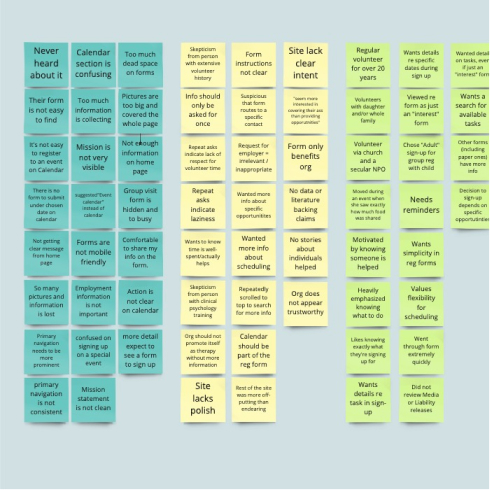 Never
heard
about it
Calendar
section is
confusing
Too much
dead space
on forms
Their form
is not easy
to find
Too much
information
is collecting
Pictures are
too big and
covered the
whole page
It's not easy
to register
to an event
on Calendar
Mission is
not very
visible
Not enough
information
on home
page
There is no
form to submit
under chosen
date on
calendar
suggested "Event
calendar"
instead of
calendar
Group visit
form is
hidden and
to busy
Not getting
clear message
from home
page
Forms are
not mobile
friendly
Comfortable
to share my
info on the
form.
So many
pictures and
information
is lost
Employment
information
is not
important
Action is
not clear
on calendar
Primary
navigation
needs to be
more
prominent
confused on
signing up
on a special
event
more detail
expect to
see a form
to sign up
primary
navigation
is not
consistent
Mission
statement
is not clean
Skepticism
from person
with extensive
volunteer
history
Form
instructions
not clear
Site lack
clear
intent
Info should
only be
asked for
once
Suspicious
that form
routes to a
specific
contact
"seem more
interested in
covering their ass
than providing
opportunities"
Repeat asks
indicate lack of
respect for
volunteer time
Request for
employer =
irrelevant /
inappropriate
Form only
benefits
org
Repeat
asks
indicate
laziness
Wanted more
info about
specific
opportunities
No data or
literature
backing
claims
Wants to know
time is well-
spent/actually
helps
Wanted
more info
about
scheduling
No stories
about
individuals
helped
Skepticism
from person
with clinical
psychology
training
Repeatedly
scrolled to
top to search
for more info
Org does
not appear
trustworthy
Org should not
promote itself
as therapy
without more
information
Calendar
should be
part of the
reg form
Site
lacks
polish
Rest of the site
was more off-
putting than
endearing
Regular
volunteer
for over 20
years
Wants details
re specific
dates during
sign up
Wanted details
on tasks, even
if just an
"interest" form
Volunteers
with daughter
and/or whole
family
Viewed re
form as just
an "interest"
form
Wants a
search for
available
tasks
Volunteer
via church
and a
secular NPO
Chose "Adult"
sign-up for
group reg
with child
Other forms
(including
paper ones)
have more
info
Moved during
an event when
she saw exactly
how much food
was shared
Needs
reminders
Decision to
sign-up
depends on
specific
opportunities
Motivated
by knowing
someone is
helped
Wants
simplicity in
reg forms
Heavily
emphasized
knowing
what to do
Values
flexibility
for
scheduling
Likes knowing
exactly what
they're signing
up for
Went
through form
extremely
quickly
Wants
details re
task in sign-
up
Did not
review Media
or Liability
releases